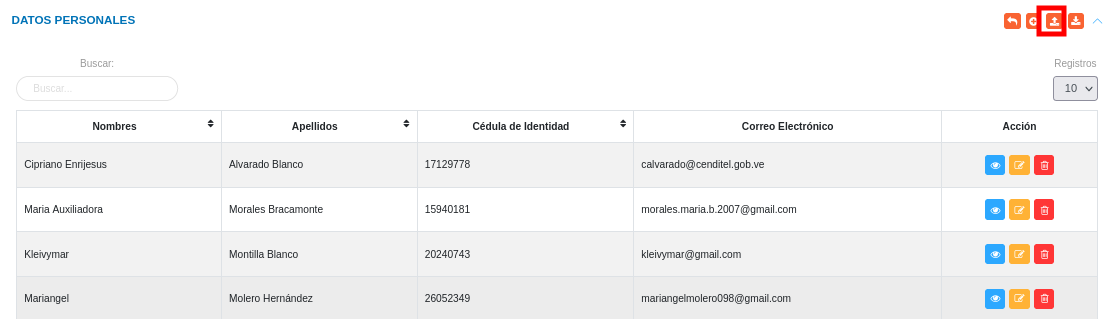 DATOS PERSONALES
Buscar: Registros
Buscar... 10
Nombres Apellidos Cédula de Identidad Correo Electrónico Acción
Cipriano Enrijesus Alvarado Blanco 17129778 calvarado@cenditel.gob.ve
Maria Auxiliadora Morales Bracamonte 15940181 morales.maria.b.2007@gmail.com
Kleivymar Montilla Blanco 20240743 kleivymar@gmail.com
Mariangel Molero Hernández 26052349 mariangelmolero098@gmail.com